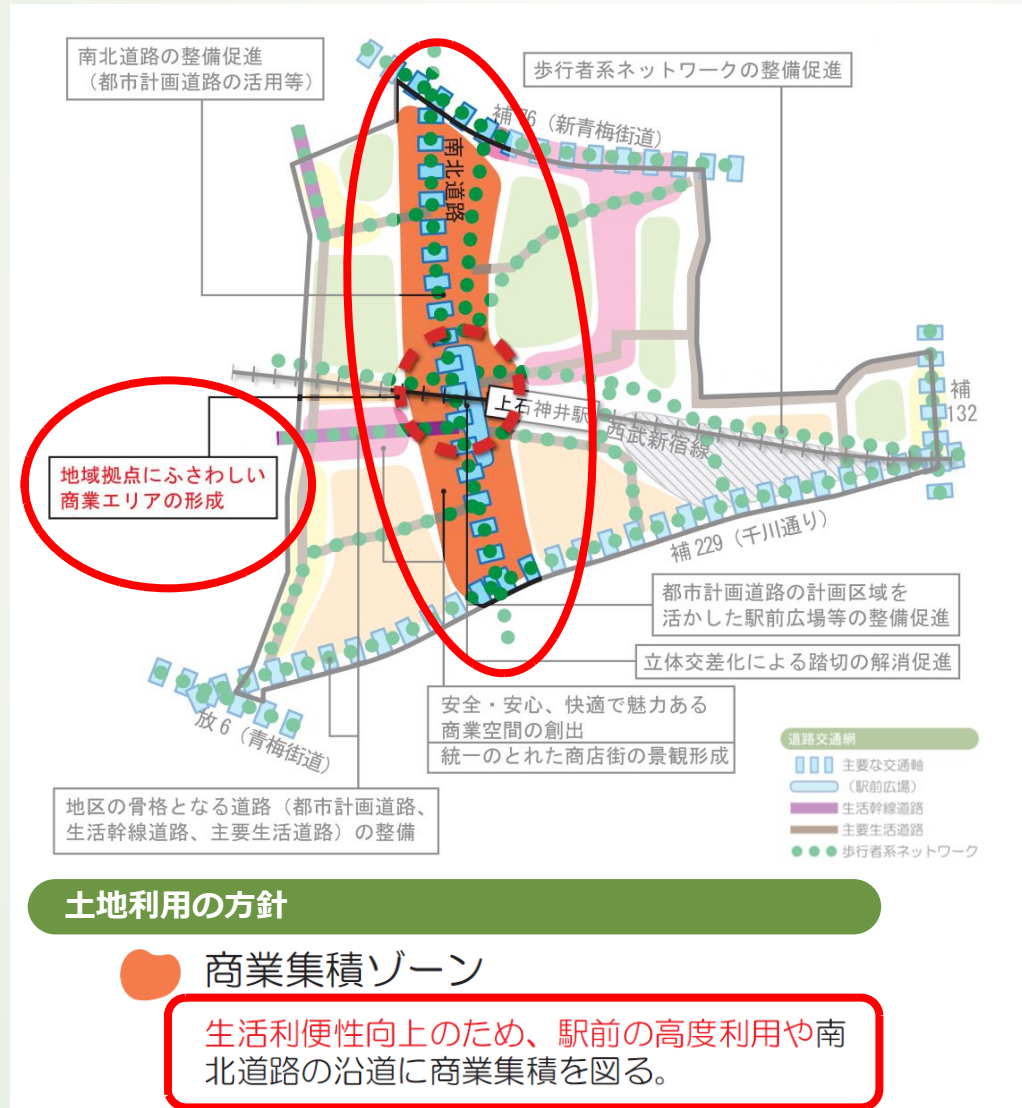 南北道路の整備促進
（都市計画道路の活用等）
歩行者系ネットワークの整備促進
補76（新青梅街道）
南北道路
上石神井駅
西武新宿線
補
132
地域拠点にふさわしい
商業エリアの形成
補229（千川通り）
都市計画道路の計画区域を
活かした駅前広場等の整備促進
立体交差化による踏切の解消促進
安全・安心、快適で魅力ある
商業空間の創出
統一のとれた商店街の景観形成
放6（青梅街道）
地区の骨格となる道路（都市計画道路、
生活幹線道路、主要生活道路）の整備
道路交通網
主要な交通軸
（駅前広場）
生活幹線道路
主要生活道路
歩行者系ネットワーク
土地利用の方針
商業集積ゾーン
生活利便性向上のため、駅前の高度利用や南
北道路の沿道に商業集積を図る。